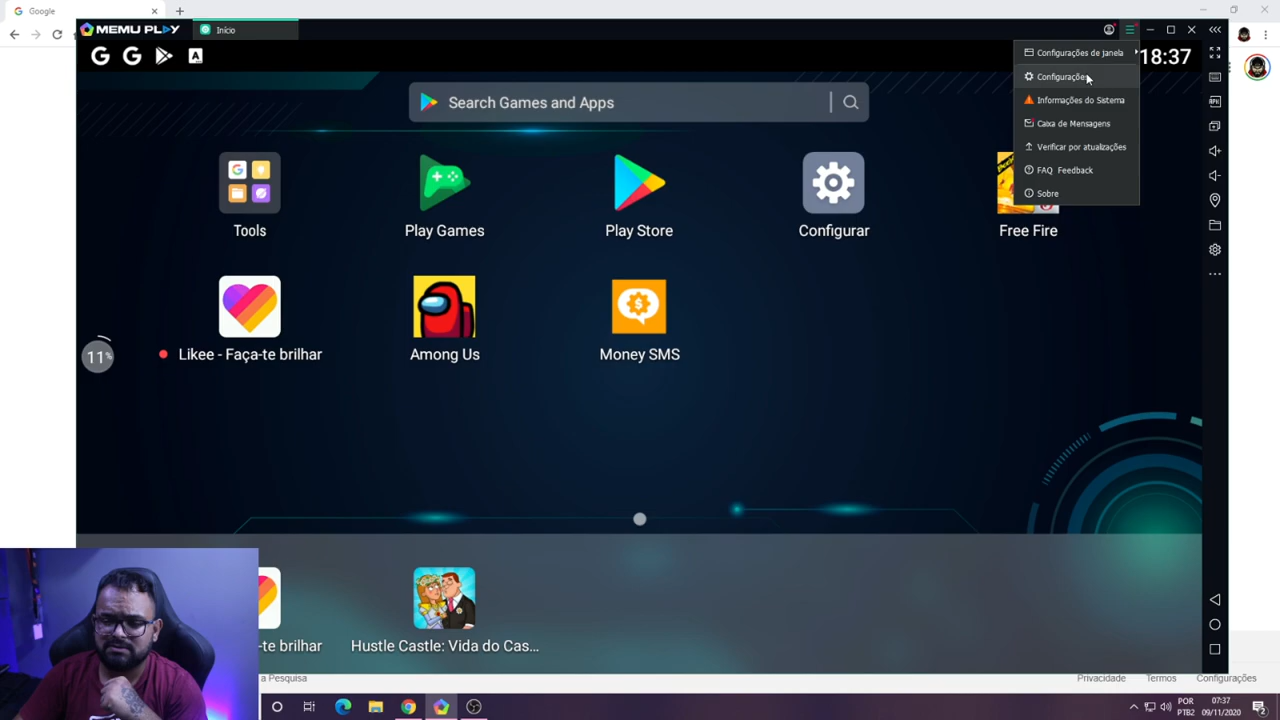 Google
MEMU PLAY
Início
Configurações de janela
18:37
Search Games and Apps
Configurações
Informações do Sistema
Caixa de Mensagens
Verificar por atualizações
FAQ Feedback
Sobre
Tools
Play Games
Play Store
Configurar
Free Fire
11%
Likee - Faça-te brilhar
Among Us
Money SMS
-te brilhar
Hustle Castle: Vida do Cas...
a Pesquisa
Privacidade
Termos
Configurações
POR
PTB2
07:37
09/11/2020
2